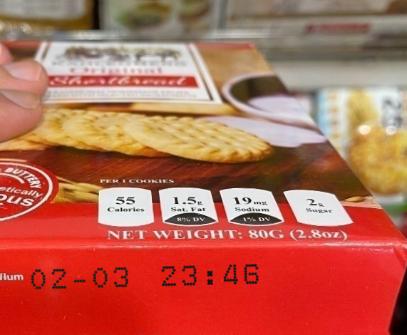 Original
Shortbread
BUTTERY
PER 1 COOKIES
55
Calories
1.5g
Sat. Fat
8% DV
19mg
Sodium
1% DV
2g
Sugar
NET WEIGHT: 80G (2.8oz)
02-03 23:46